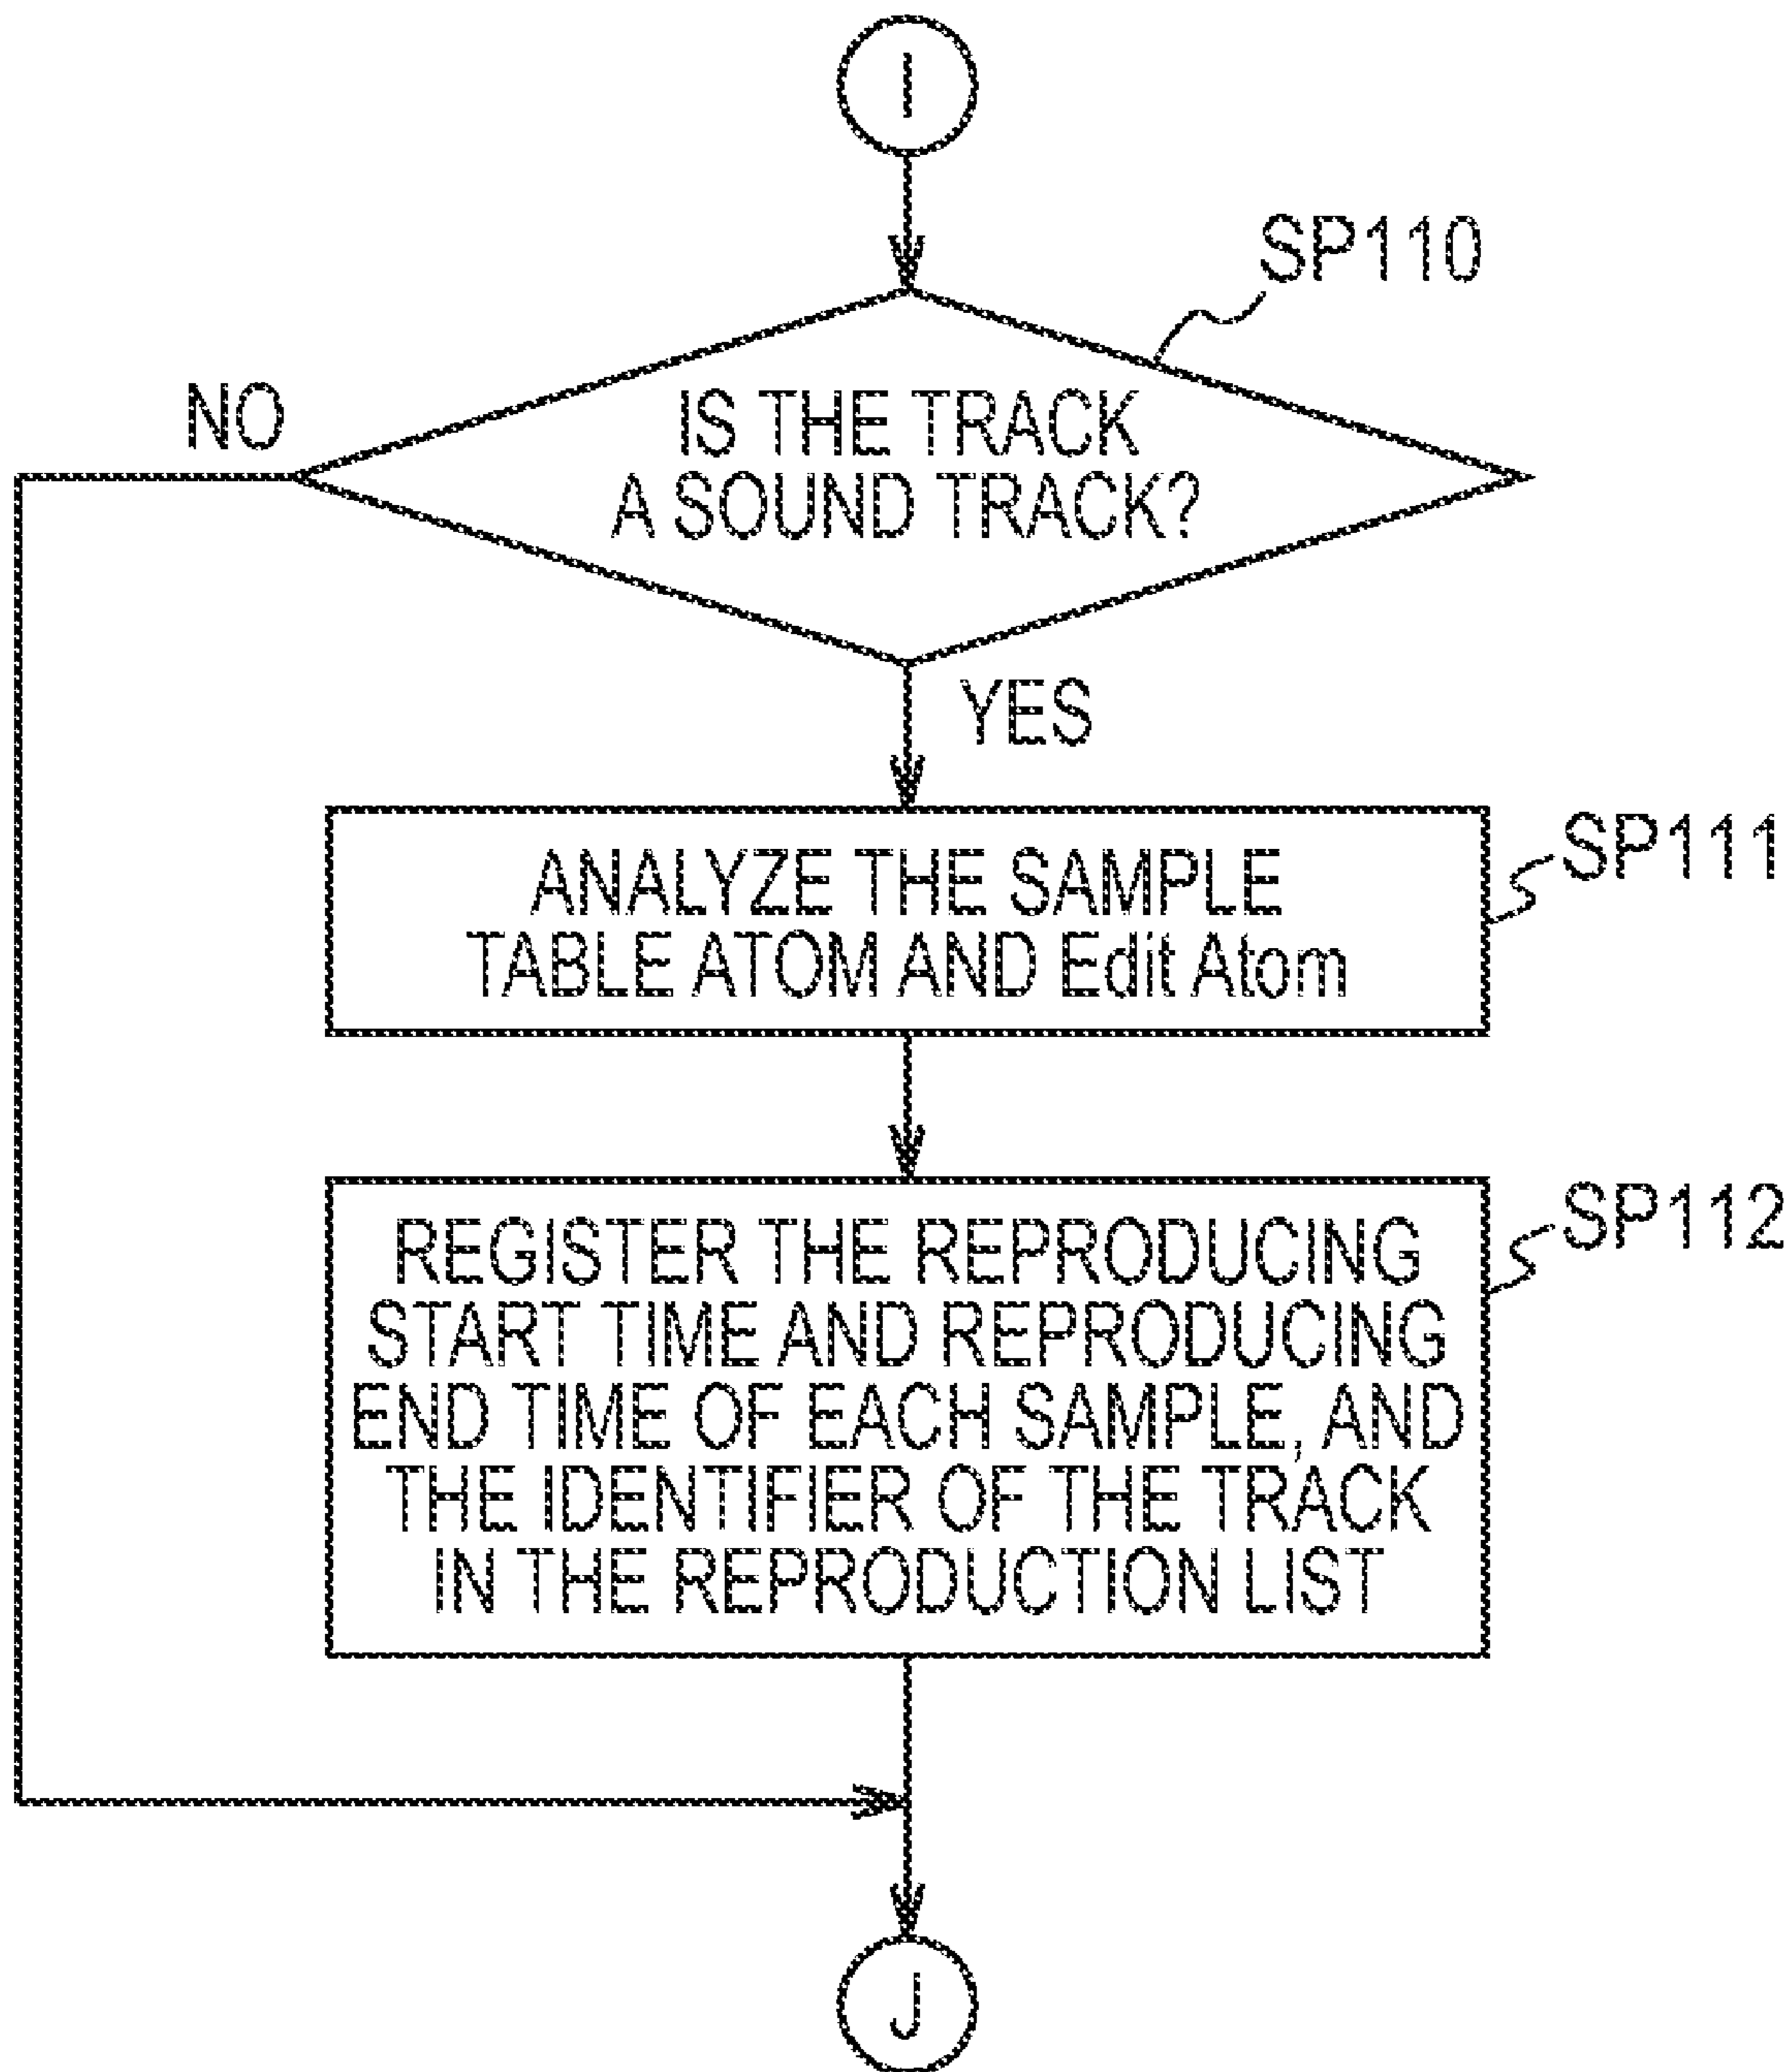 I
SP110
NO
IS THE TRACK
A SOUND TRACK?
YES
ANALYZE THE SAMPLE
TABLE ATOM AND Edit Atom
SP111
REGISTER THE REPRODUCING
START TIME AND REPRODUCING
END TIME OF EACH SAMPLE, AND
THE IDENTIFIER OF THE TRACK
IN THE REPRODUCTION LIST
SP112
J